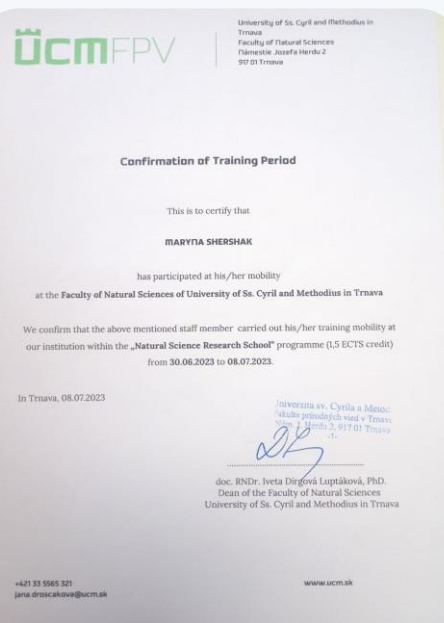 ÜCMFPV
University of Ss. Cyril and Methodius in
Trnava
Faculty of Natural Sciences
Námestie Jozefa Herdu 2
917 01 Trnava
Confirmation of Training Period
This is to certify that
MARYNA SHERSHAK
has participated at his/her mobility
at the Faculty of Natural Sciences of University of Ss. Cyril and Methodius in Trnava
We confirm that the above mentioned staff member carried out his/her training mobility at
our institution within the „Natural Science Research School" programme (1,5 ECTS credit)
from 30.06.2023 to 08.07.2023.
In Trnava, 08.07.2023
Univerzita sv. Cyrila a Metod
Fakulta prírodných vied v Trnave
Nám. J. Herdu 2, 917 01 Trnava
-1-
doc. RNDr. Iveta Dirgová Luptáková, PhD.
Dean of the Faculty of Natural Sciences
University of Ss. Cyril and Methodius in Trnava
+421 33 5565 321
jana.droscakova@ucm.sk
www.ucm.sk